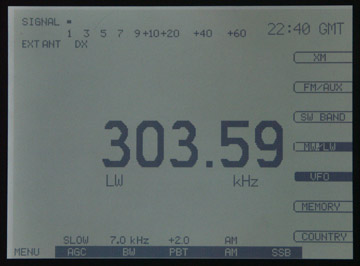 SIGNAL
22:40 GMT
1 3 5 7 9+10+20 +40 +60
EXT ANT DX
XM
FM/AUX
SW BAND
MW/LW
303.59
VFO
LW kHz
MEMORY
SLOW 7.0 kHz +2.0 AM
COUNTRY
MENU AGC BW PBT AM SSB